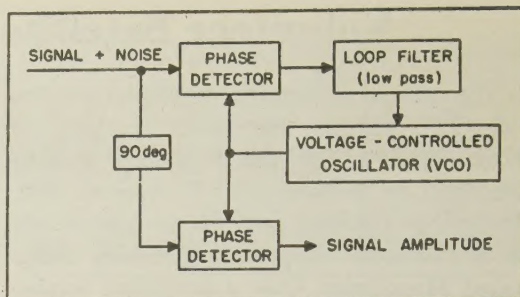 SIGNAL + NOISE
PHASE
DETECTOR
LOOP FILTER
(low pass)
90 deg
VOLTAGE - CONTROLLED
OSCILLATOR (VCO)
PHASE
DETECTOR
SIGNAL AMPLITUDE